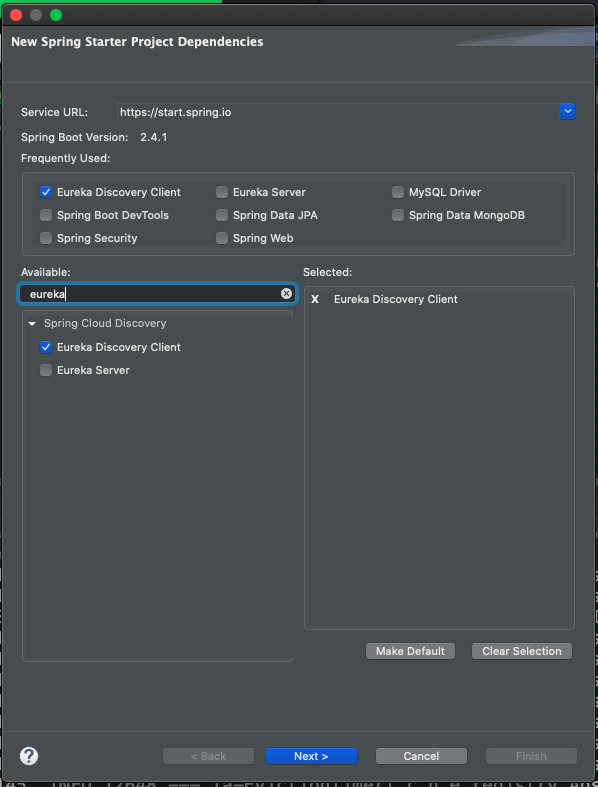 New Spring Starter Project Dependencies
Service URL: https://start.spring.io
Spring Boot Version: 2.4.1
Frequently Used:
Eureka Discovery Client Eureka Server MySQL Driver
Spring Boot DevTools Spring Data JPA Spring Data MongoDB
Spring Security Spring Web
Available: Selected:
eureka
X Eureka Discovery Client
Spring Cloud Discovery
Eureka Discovery Client
Eureka Server
Make Default Clear Selection
? < Back Next > Cancel Finish